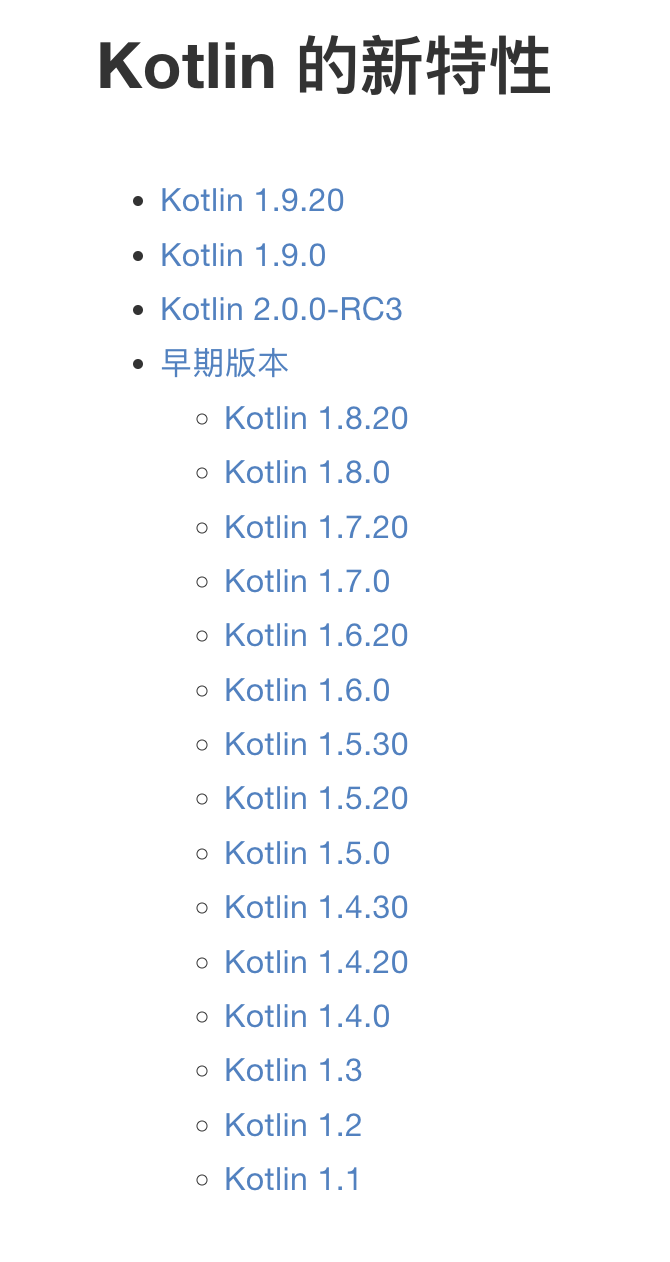 Kotlin 的新特性
Kotlin 1.9.20
Kotlin 1.9.0
Kotlin 2.0.0-RC3
早期版本
Kotlin 1.8.20
Kotlin 1.8.0
Kotlin 1.7.20
Kotlin 1.7.0
Kotlin 1.6.20
Kotlin 1.6.0
Kotlin 1.5.30
Kotlin 1.5.20
Kotlin 1.5.0
Kotlin 1.4.30
Kotlin 1.4.20
Kotlin 1.4.0
Kotlin 1.3
Kotlin 1.2
Kotlin 1.1